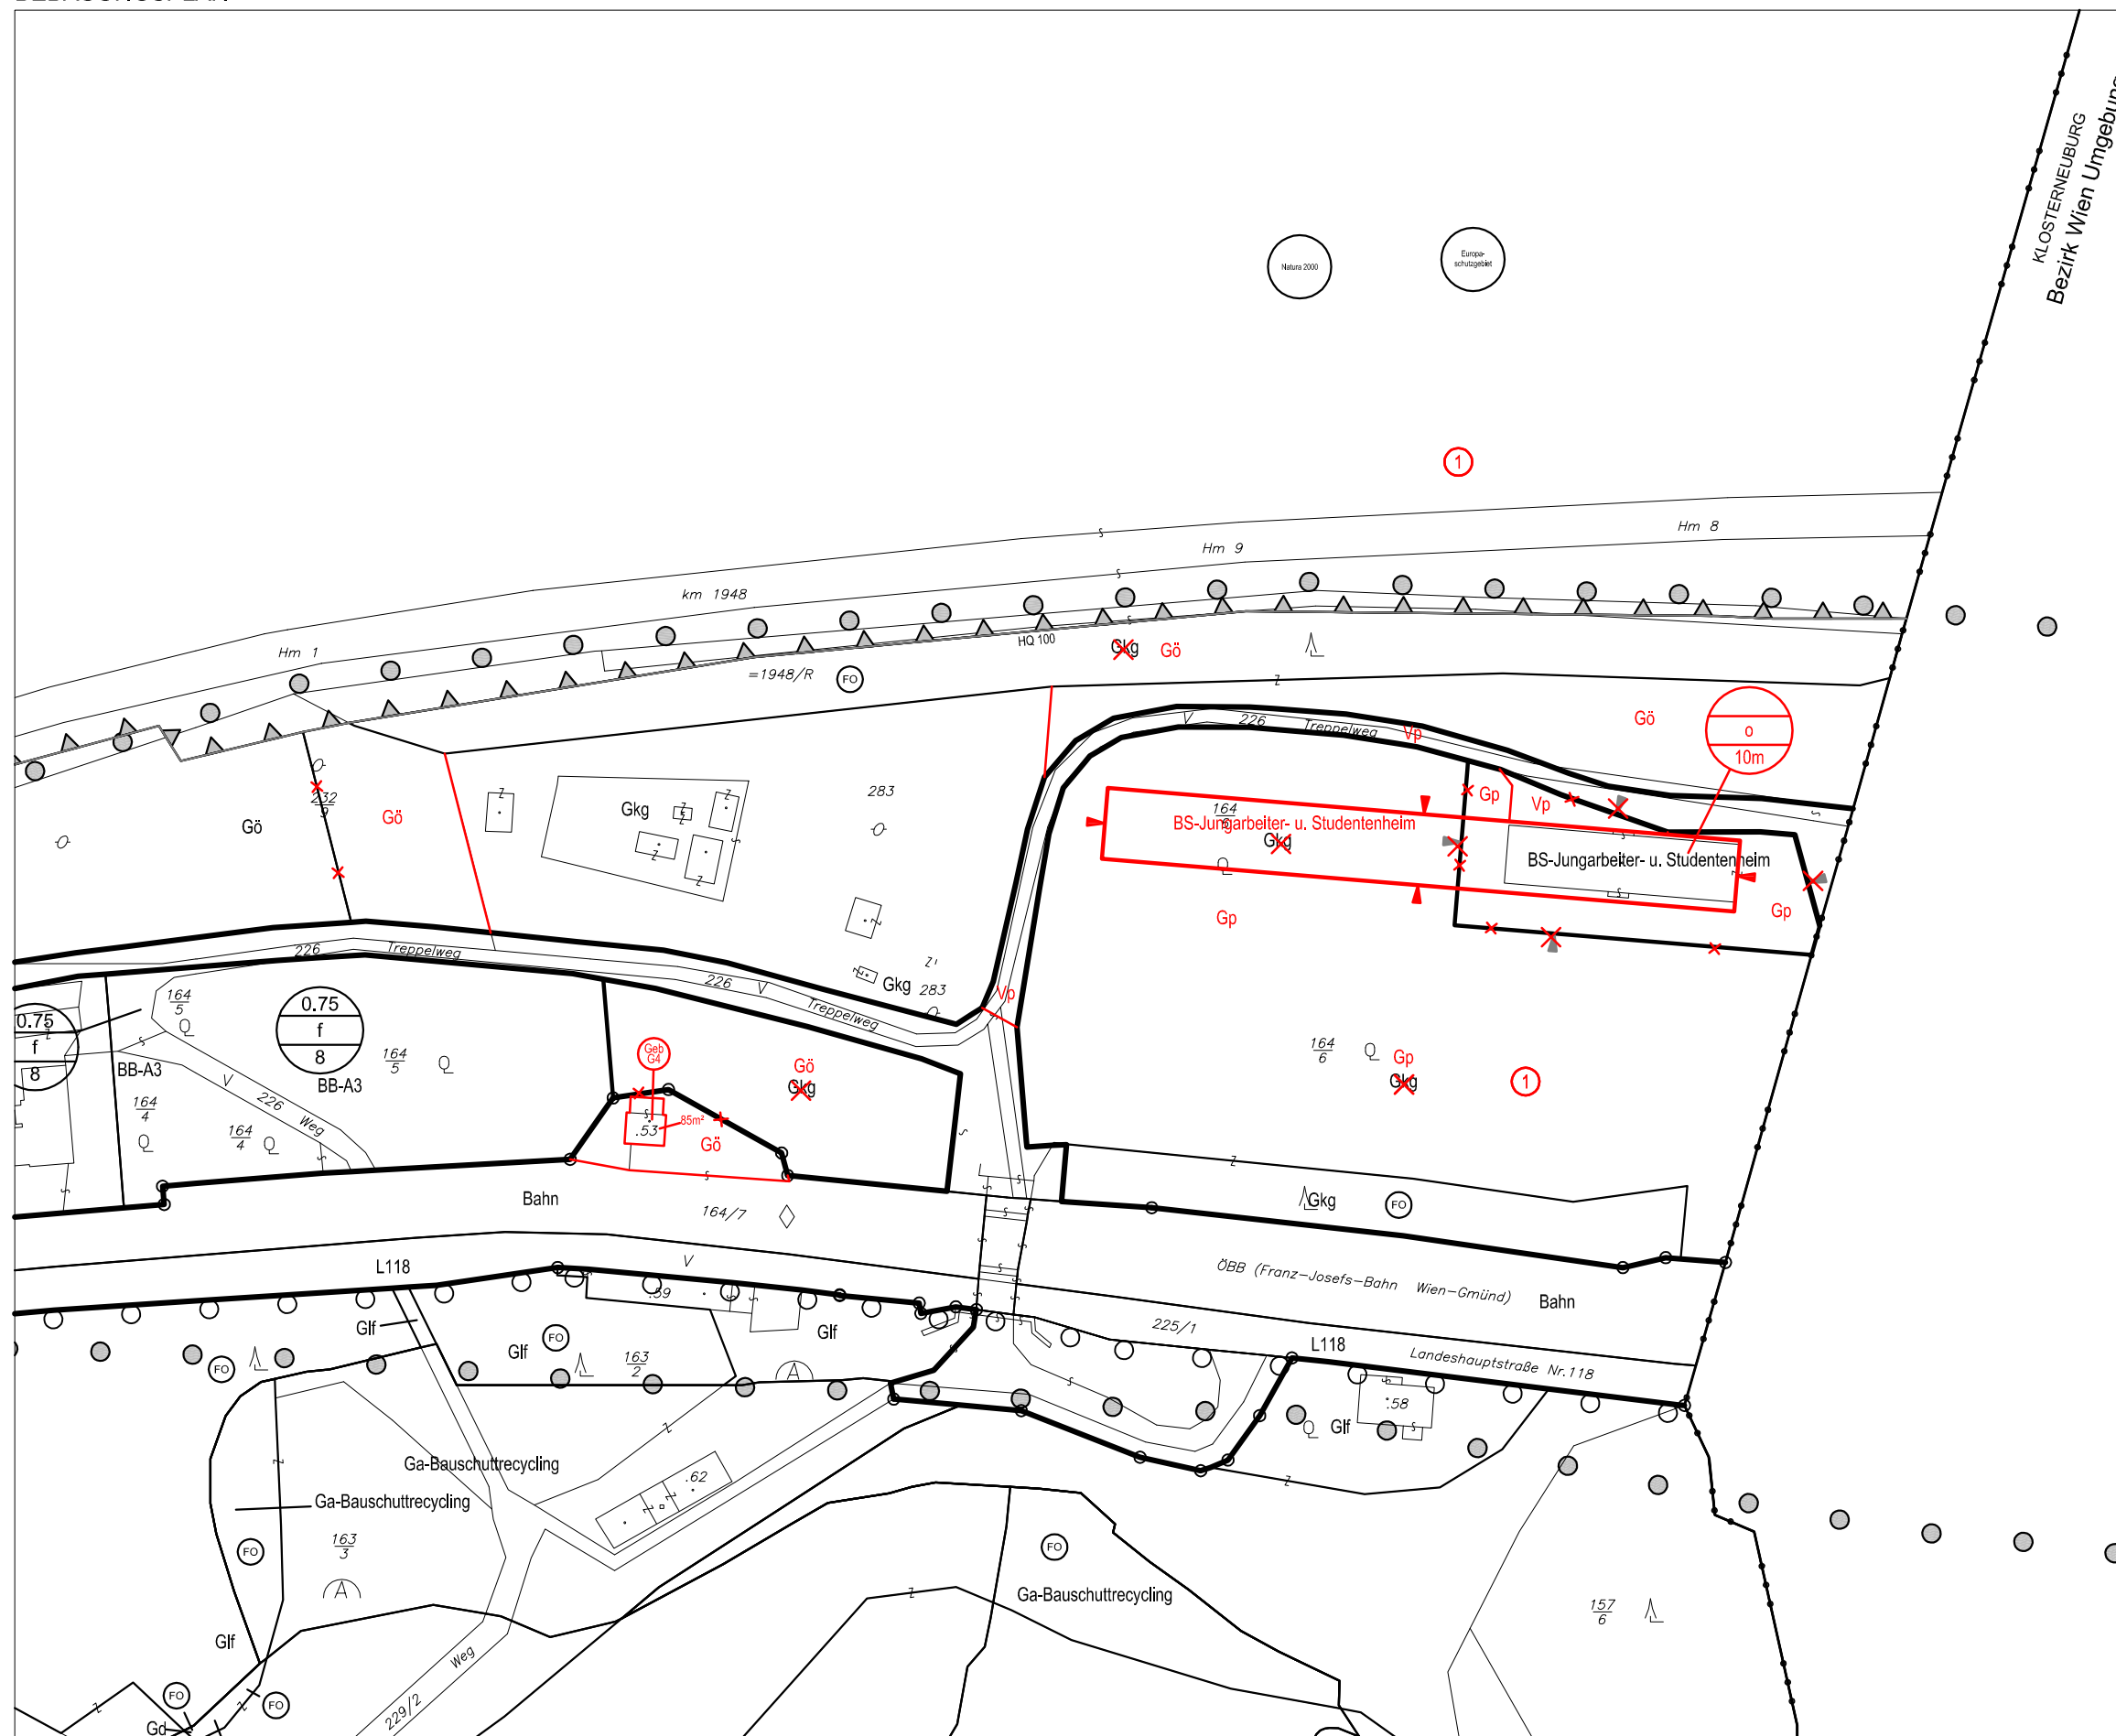 KLOSTERNEUBURG
Bezirk Wien Umgebung
Natura 2000
Europa-
schutzgebiet
1
Hm 8
Hm 9
km 1948
Hm 1
HQ 100
Gkg
Gö
=1948/R
FO
Gö
o
10m
V
226
Treppelweg
Vp
232
9
Gö
Gö
Gkg
283
164
6
BS-Jungarbeiter- u. Studentenheim
Gkg
Gp
Vp
BS-Jungarbeiter- u. Studentenheim
Gp
Gp
226
Treppelweg
226
V
Treppelweg
Gkg
283
Vp
164
5
0.75
f
8
0.75
f
8
BB-A3
164
5
BB-A3
164
4
164
4
V
226
Weg
Geb
G4
.53
85m²
Gö
Gkg
Gö
164
6
Gp
Gkg
1
Bahn
164/7
Gkg
FO
L118
V
ÖBB (Franz-Josefs-Bahn Wien-Gmünd)
Bahn
.59
Glf
Glf
FO
Glf
163
2
225/1
L118
Landeshauptstraße Nr.118
FO
A
.58
Glf
Ga-Bauschuttrecycling
Ga-Bauschuttrecycling
.62
FO
163
3
A
FO
Ga-Bauschuttrecycling
157
6
Glf
Weg
229/2
FO
FO
Gd